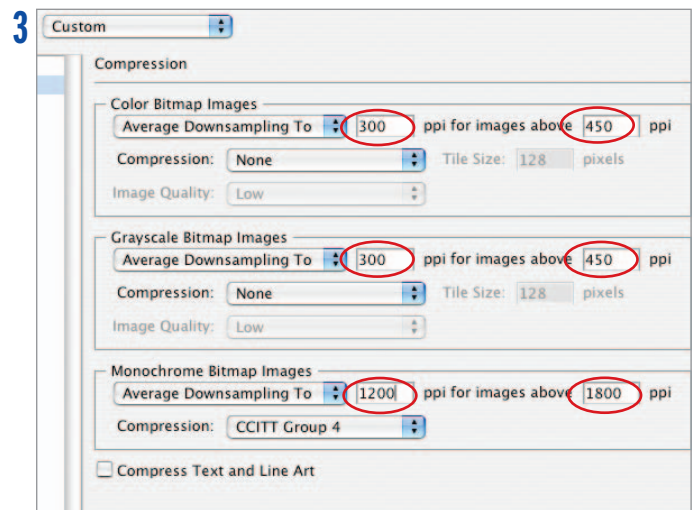 3
Custom
Compression
Color Bitmap Images
Average Downsampling To 300 ppi for images above 450 ppi
Compression: None Tile Size: 128 pixels
Image Quality: Low
Grayscale Bitmap Images
Average Downsampling To 300 ppi for images above 450 ppi
Compression: None Tile Size: 128 pixels
Image Quality: Low
Monochrome Bitmap Images
Average Downsampling To 1200 ppi for images above 1800 ppi
Compression: CCITT Group 4
Compress Text and Line Art